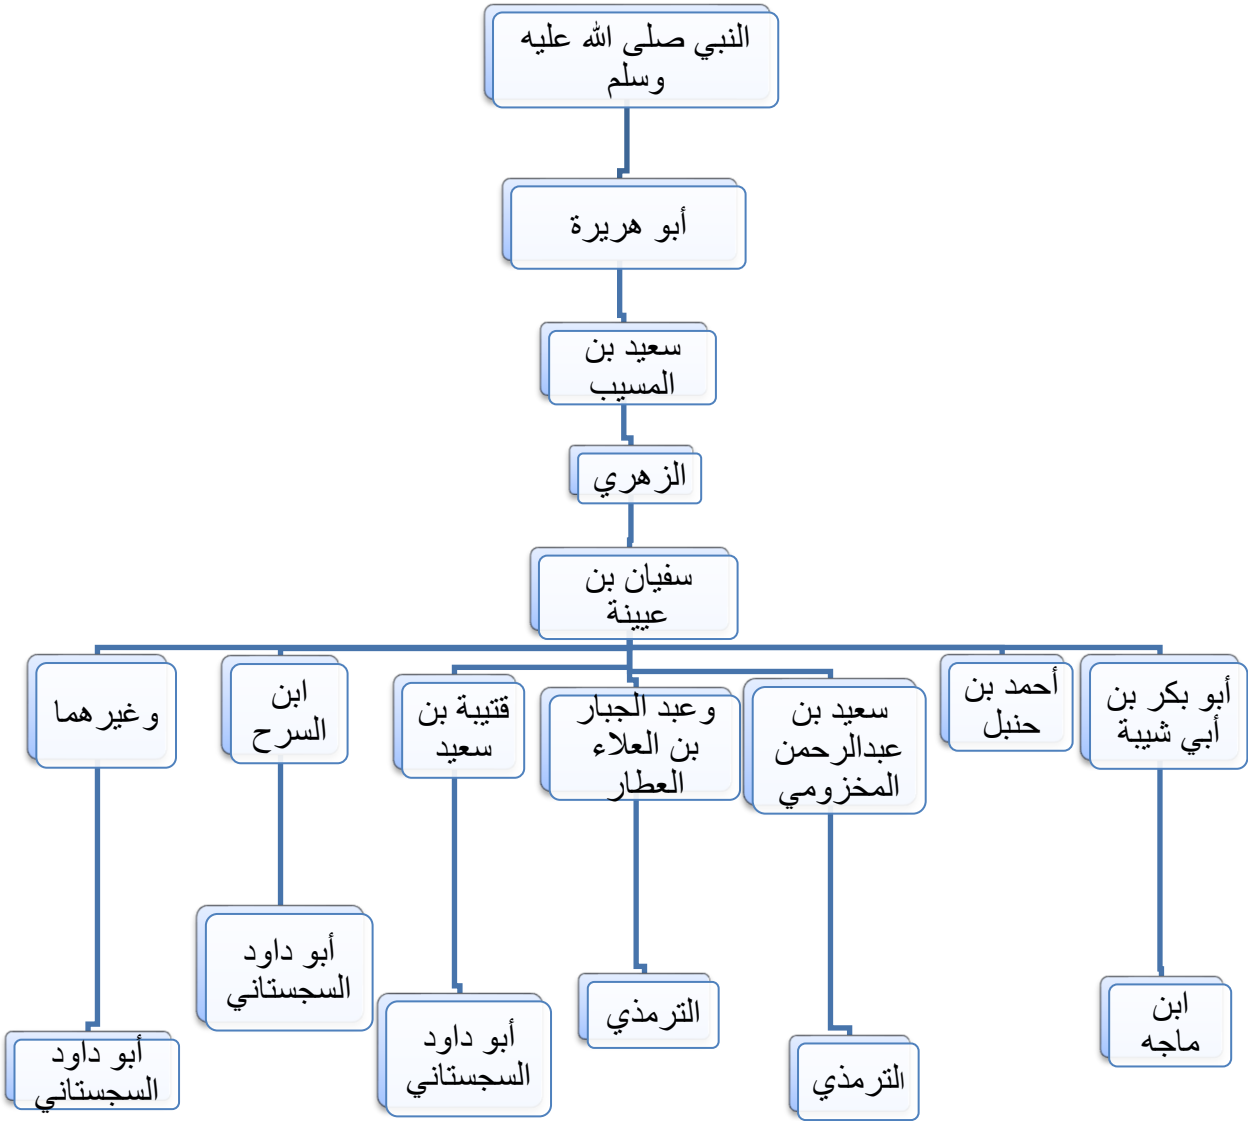 النبي صلى الله عليه
وسلم
أبو هريرة
سعيد بن
المسيب
الزهري
سفيان بن
عيينة
أبو بكر بن
أبي شيبة
أحمد بن
حنبل
سعيد بن
عبدالرحمن
المخزومي
وعبد الجبار
بن العلاء
العطار
قتيبة بن
سعيد
ابن
السرح
وغيرهما
ابن
ماجه
الترمذي
الترمذي
أبو داود
السجستاني
أبو داود
السجستاني
أبو داود
السجستاني